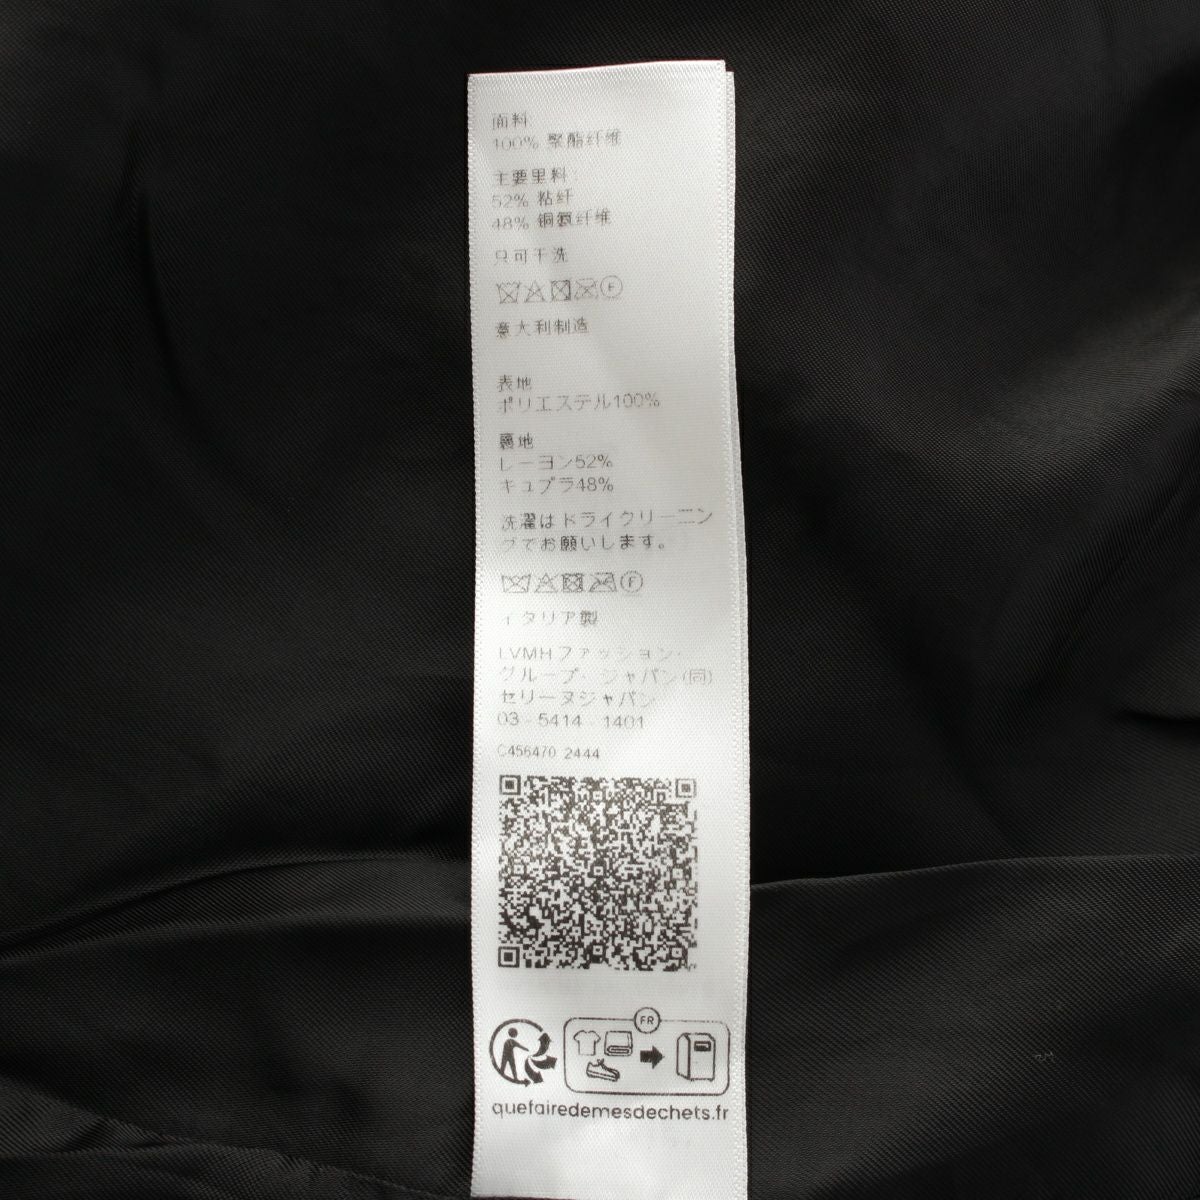 面料
100% 聚酯纤维
主要里料:
52% 粘纤
48% 铜氨纤维
只可干洗
F
意大利制造
表地
ポリエステル100%
裏地
レーヨン52%
キュプラ48%
洗濯はドライクリーニン
グでお願いします。
F
イタリア製
LVMHファッション・
グループ・ジャパン(同)
セリーヌジャパン
03-5414-1401
C456470 2444
FR
quefairedemesdechets.fr